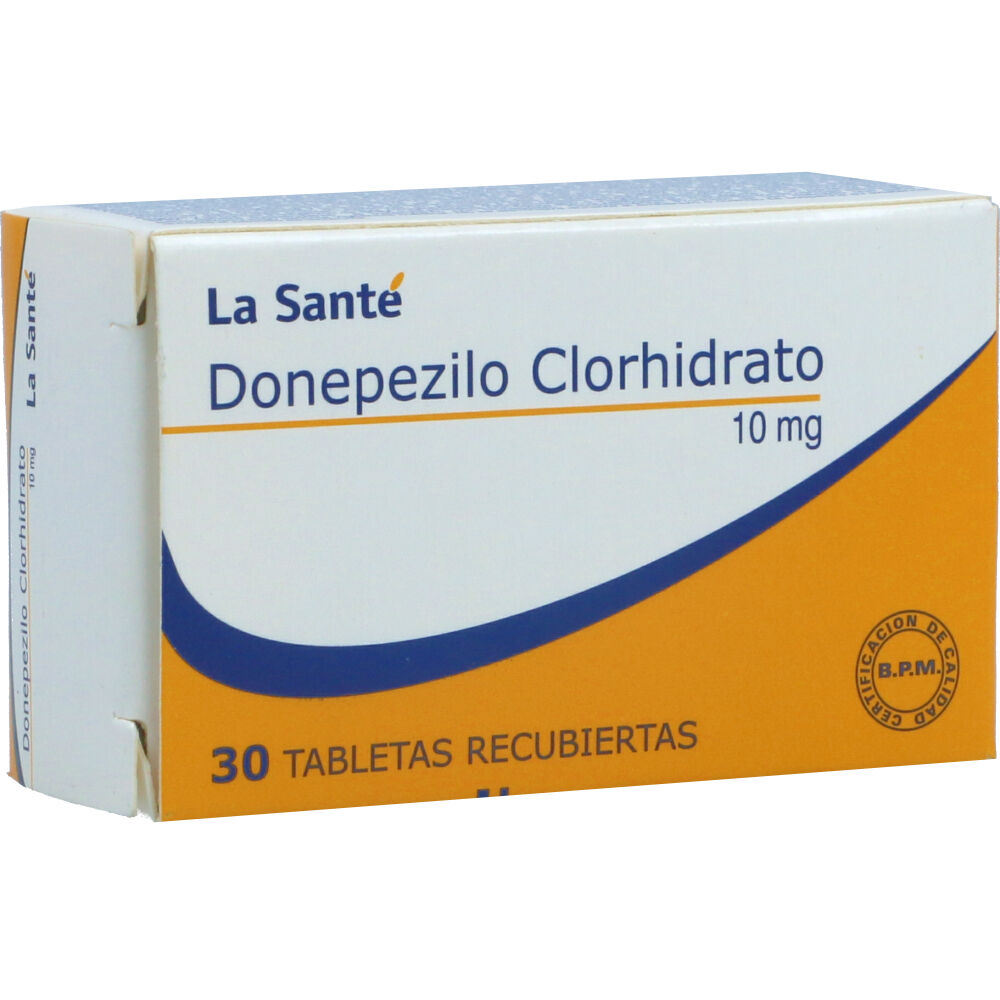 La Santé
Donepezilo Clorhidrato
10 mg
30 TABLETAS RECUBIERTAS
CERTIFICACION DE CALIDAD
B.P.M.
La Santé
Donepezilo Clorhidrato
10 mg